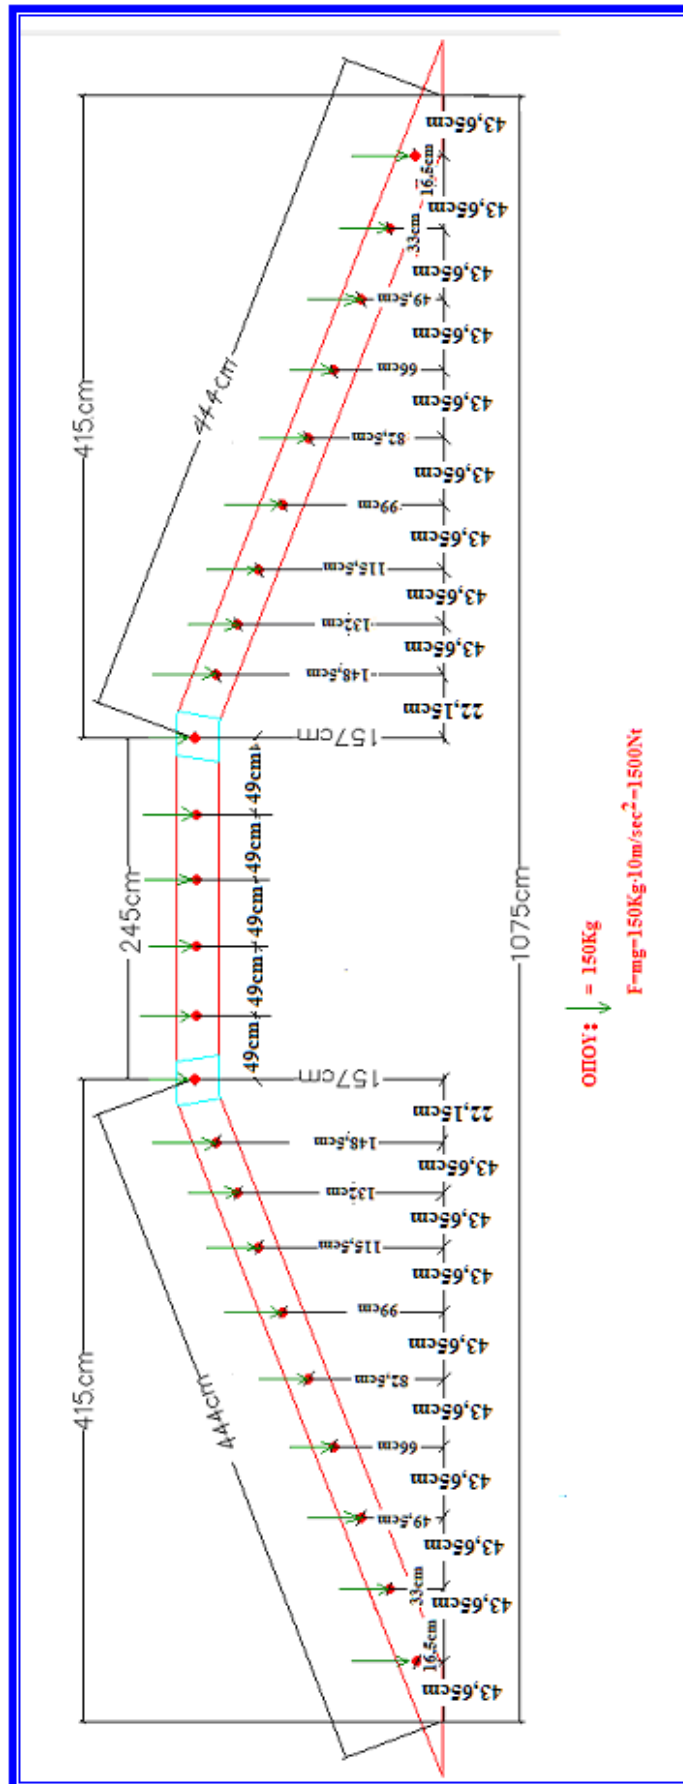 43,65cm
16,5cm
43,65cm
33cm
43,65cm
49,5cm
43,65cm
66cm
43,65cm
82,5cm
43,65cm
99cm
43,65cm
115,5cm
43,65cm
132cm
43,65cm
148,5cm
22,15cm
415cm
444cm
157cm
49cm 49cm 49cm 49cm 49cm
245cm
1075cm
157cm
22,15cm
148,5cm
43,65cm
132cm
43,65cm
115,5cm
43,65cm
99cm
43,65cm
82,5cm
43,65cm
66cm
43,65cm
49,5cm
43,65cm
33cm
43,65cm
16,5cm
43,65cm
415cm
444cm
ΟΠΟΥ: = 150Kg
F=mg=150Kg·10m/sec²=1500Nt